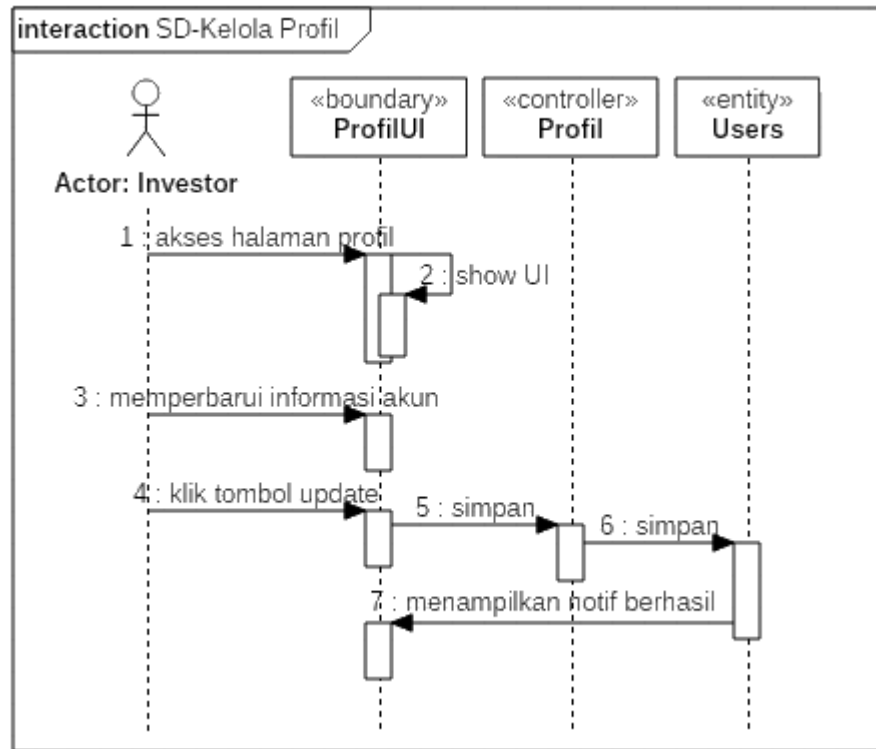 interaction SD-Kelola Profil
«boundary»
ProfilUI
«controller»
Profil
«entity»
Users
Actor: Investor
1 : akses halaman profil
2 : show UI
3 : memperbarui informasi akun
4 : klik tombol update
5 : simpan
6 : simpan
7 : menampilkan notif berhasil